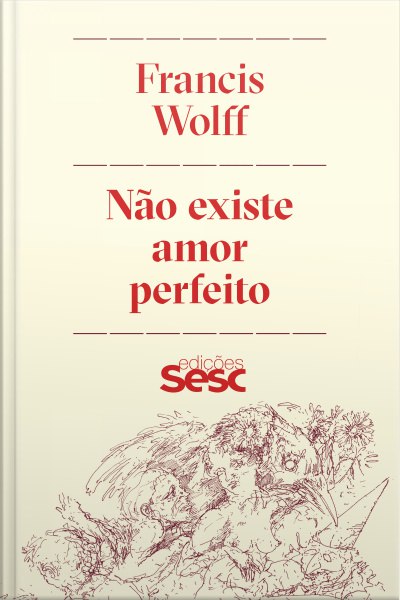 Francis
Wolff
Não existe
amor
perfeito
edições
Sesc